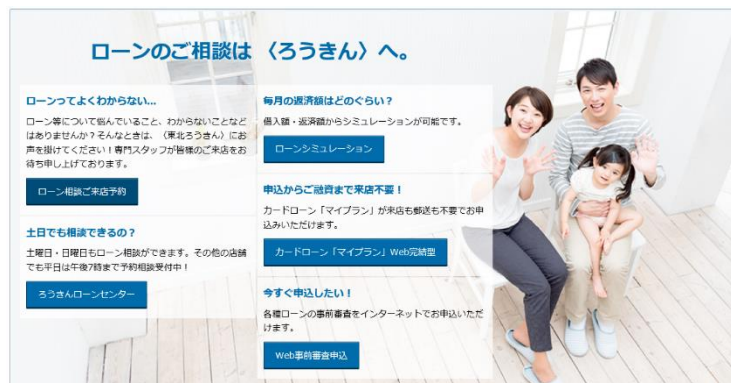 ローンのご相談は 〈ろうきん〉へ。
ローンってよくわからない...
ローン等について悩んでいること、わからないことなど
はありませんか？そんなときは、〈東北ろうきん〉にお
声を掛けてください！専門スタッフが皆様のご来店をお
待ち申し上げております。
ローン相談ご来店予約
土日でも相談できるの？
土曜日・日曜日もローン相談ができます。その他の店舗
でも平日は午後7時まで予約相談受付中！
ろうきんローンセンター
毎月の返済額はどのぐらい？
借入額・返済額からシミュレーションが可能です。
ローンシミュレーション
申込からご融資まで来店不要！
カードローン「マイプラン」が来店も郵送も不要でお申
込みいただけます。
カードローン「マイプラン」Web完結型
今すぐ申込したい！
各種ローンの事前審査をインターネットでお申込いただ
けます。
Web事前審査申込